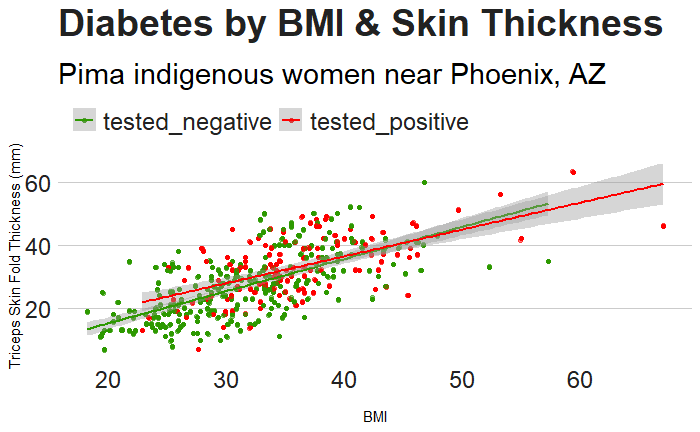 Diabetes by BMI & Skin Thickness
Pima indigenous women near Phoenix, AZ
tested_negative tested_positive
Triceps Skin Fold Thickness (mm)
60
40
20
20 30 40 50 60
BMI